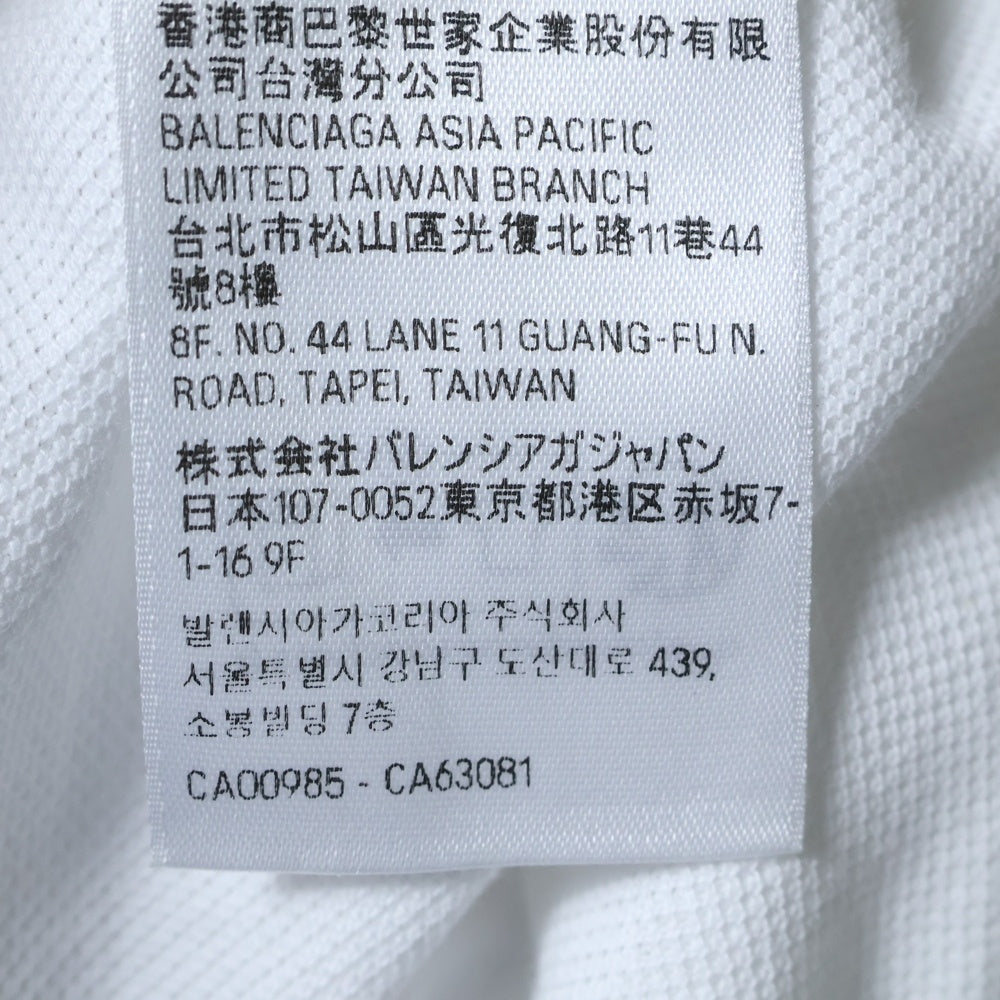 香港商巴黎世家企業股份有限
公司台灣分公司
BALENCIAGA ASIA PACIFIC
LIMITED TAIWAN BRANCH
台北市松山區光復北路11巷44
號8樓
8F. NO. 44 LANE 11 GUANG-FU N.
ROAD, TAPEI, TAIWAN
株式会社バレンシアガジャパン
日本107-0052東京都港区赤坂7-
1-16 9F
발렌시아가코리아 주식회사
서울특별시 강남구 도산대로 439,
소봉빌딩 7층
CA00985 - CA63081